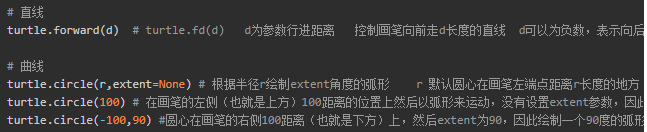 # 直线
turtle.forward(d)  # turtle.fd(d)   d为参数行进距离   控制画笔向前走d长度的直线  d可以为负数，表示向后
# 曲线
turtle.circle(r,extent=None) # 根据半径r绘制extent角度的弧形    r 默认圆心在画笔左端点距离r长度的地方
turtle.circle(100) # 在画笔的左侧（也就是上方）100距离的位置上然后以弧形来运动，没有设置extent参数，因此
turtle.circle(-100,90) #圆心在画笔的右侧100距离（也就是下方）上，然后extent为90，因此绘制一个90度的弧形